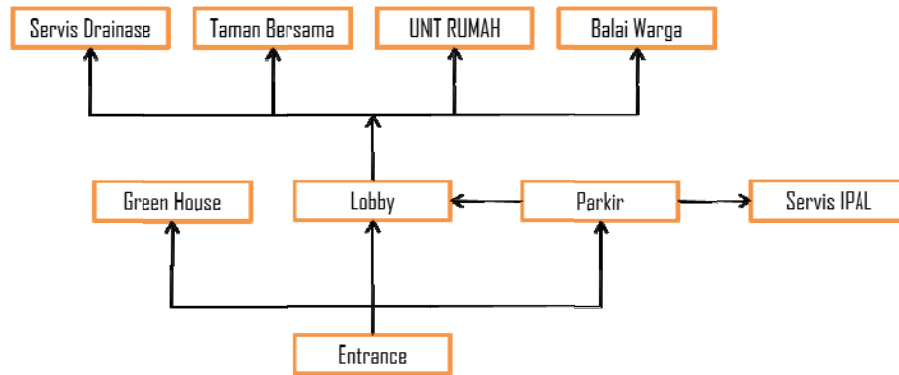 Servis Drainase
Taman Bersama
UNIT RUMAH
Balai Warga
Green House
Lobby
Parkir
Servis IPAL
Entrance